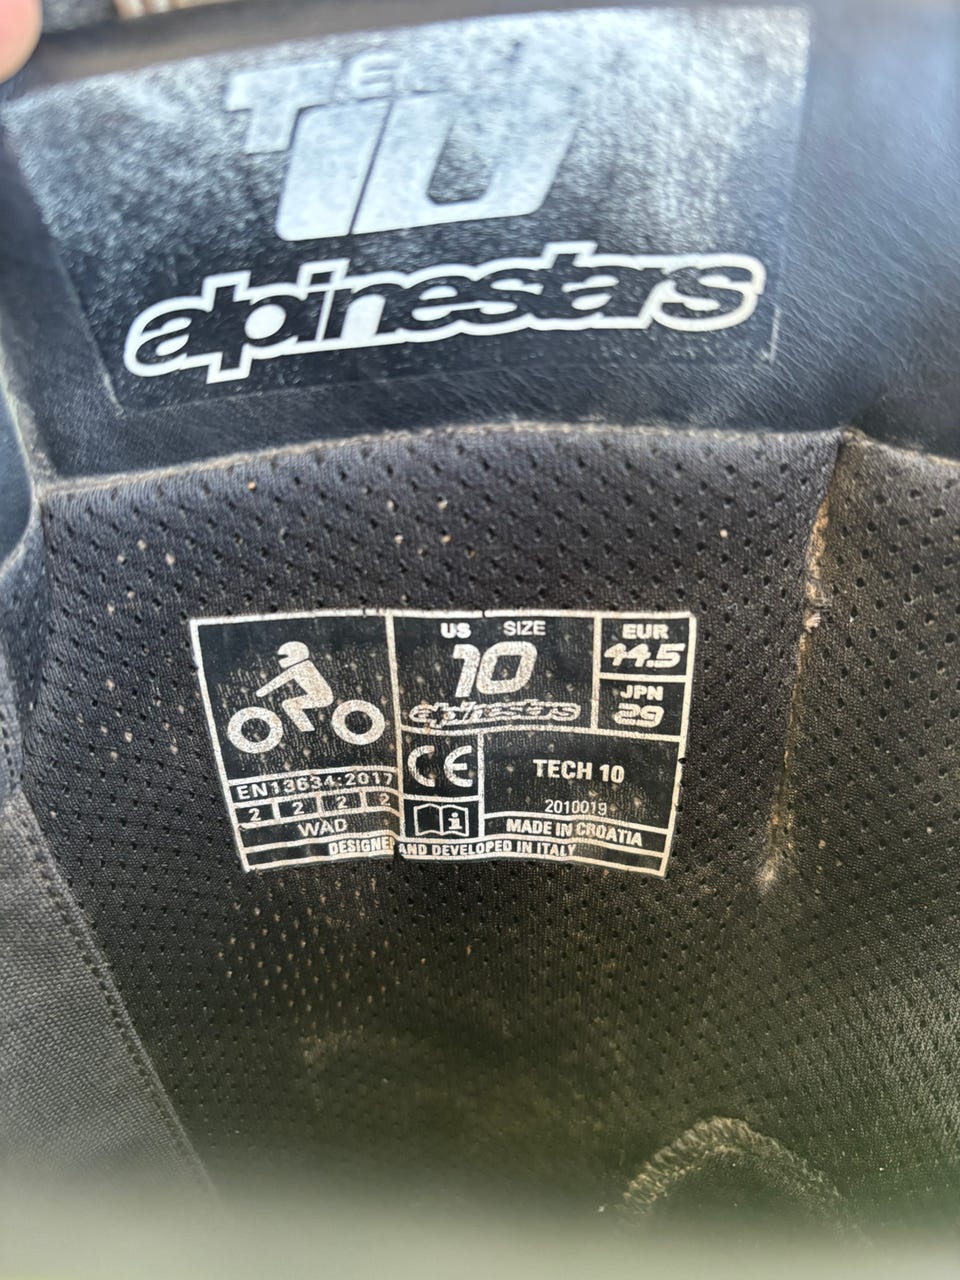 TECH
10
alpinestars
US SIZE
10
alpinestars
EUR
44.5
JPN
29
EN13634:2017
2 2 2 2
WAD
CE
i
TECH 10
2010019
MADE IN CROATIA
DESIGNED AND DEVELOPED IN ITALY